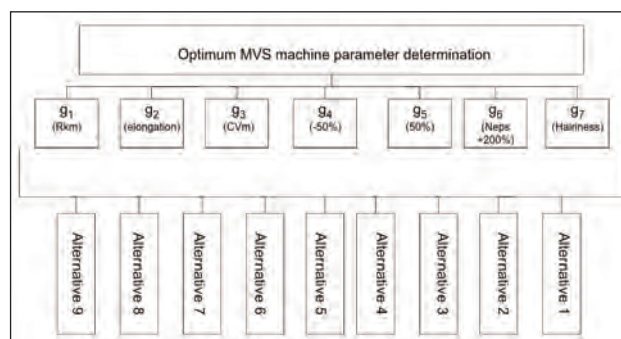 Optimum MVS machine parameter determination
g1
(Rkm)
g2
(elongation)
g3
(CVm)
g4
(-50%)
g5
(50%)
g6
(Neps
+200%)
g7
(Hairiness)
Alternative 9
Alternative 8
Alternative 7
Alternative 6
Alternative 5
Alternative 4
Alternative 3
Alternative 2
Alternative 1